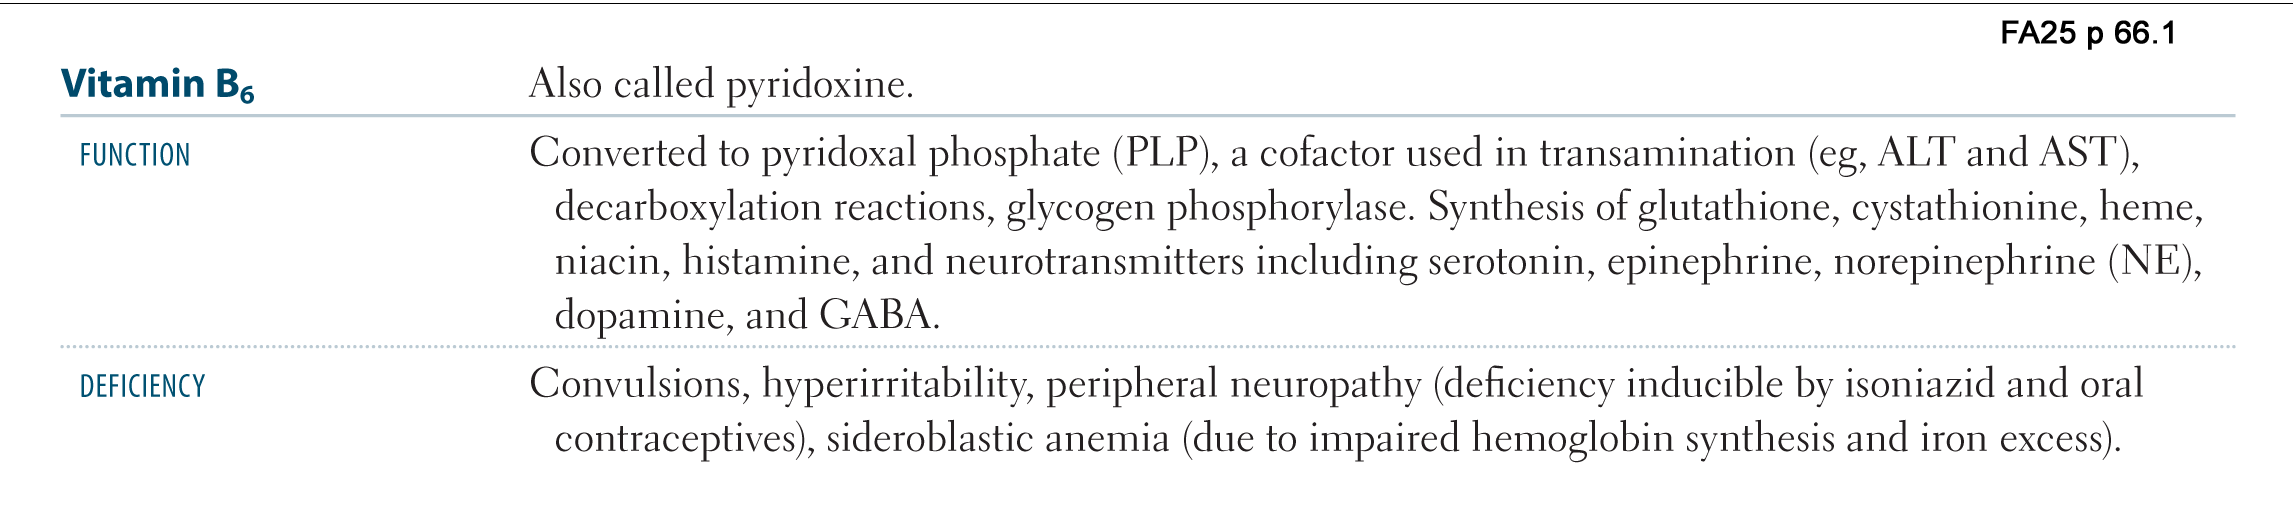 FA25 p 66.1
Vitamin B6 Also called pyridoxine.
FUNCTION Converted to pyridoxal phosphate (PLP), a cofactor used in transamination (eg, ALT and AST),
decarboxylation reactions, glycogen phosphorylase. Synthesis of glutathione, cystathionine, heme,
niacin, histamine, and neurotransmitters including serotonin, epinephrine, norepinephrine (NE),
dopamine, and GABA.
DEFICIENCY Convulsions, hyperirritability, peripheral neuropathy (deficiency inducible by isoniazid and oral
contraceptives), sideroblastic anemia (due to impaired hemoglobin synthesis and iron excess).